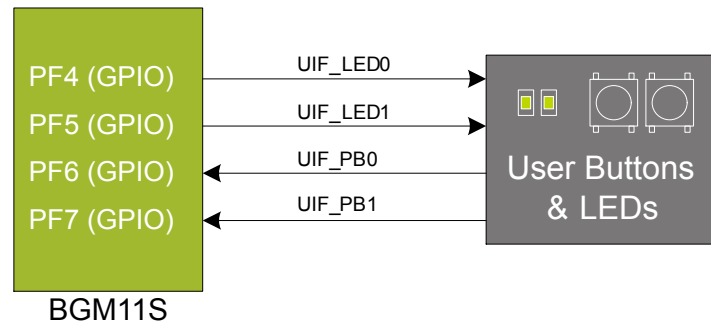 PF4 (GPIO)
PF5 (GPIO)
PF6 (GPIO)
PF7 (GPIO)
UIF_LED0
UIF_LED1
UIF_PB0
UIF_PB1
User Buttons
& LEDs
BGM11S